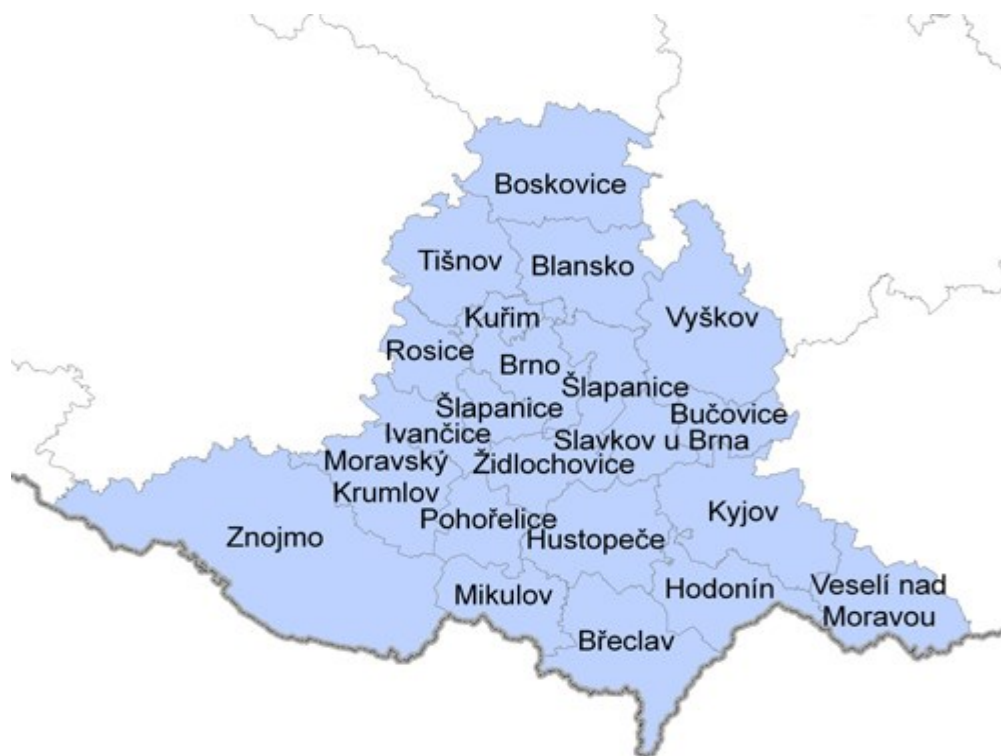 Boskovice
Tišnov
Blansko
Kuřim
Vyškov
Rosice
Brno
Šlapanice
Šlapanice
Bučovice
Ivančice
Slavkov u Brna
Moravský
Krumlov
Židlochovice
Pohořelice
Kyjov
Znojmo
Hustopeče
Mikulov
Hodonín
Veselí nad
Moravou
Břeclav